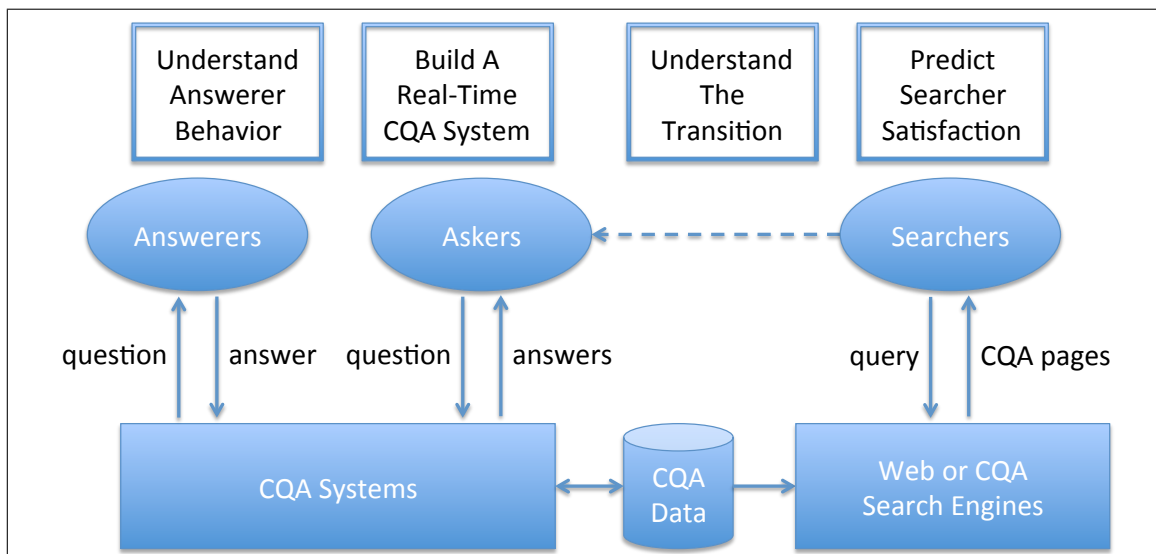 Understand
Answerer
Behavior
Build A
Real-Time
CQA System
Understand
The
Transition
Predict
Searcher
Satisfaction
Answerers
Askers
Searchers
question
answer
question
answers
query
CQA pages
CQA Systems
CQA
Data
Web or CQA
Search Engines